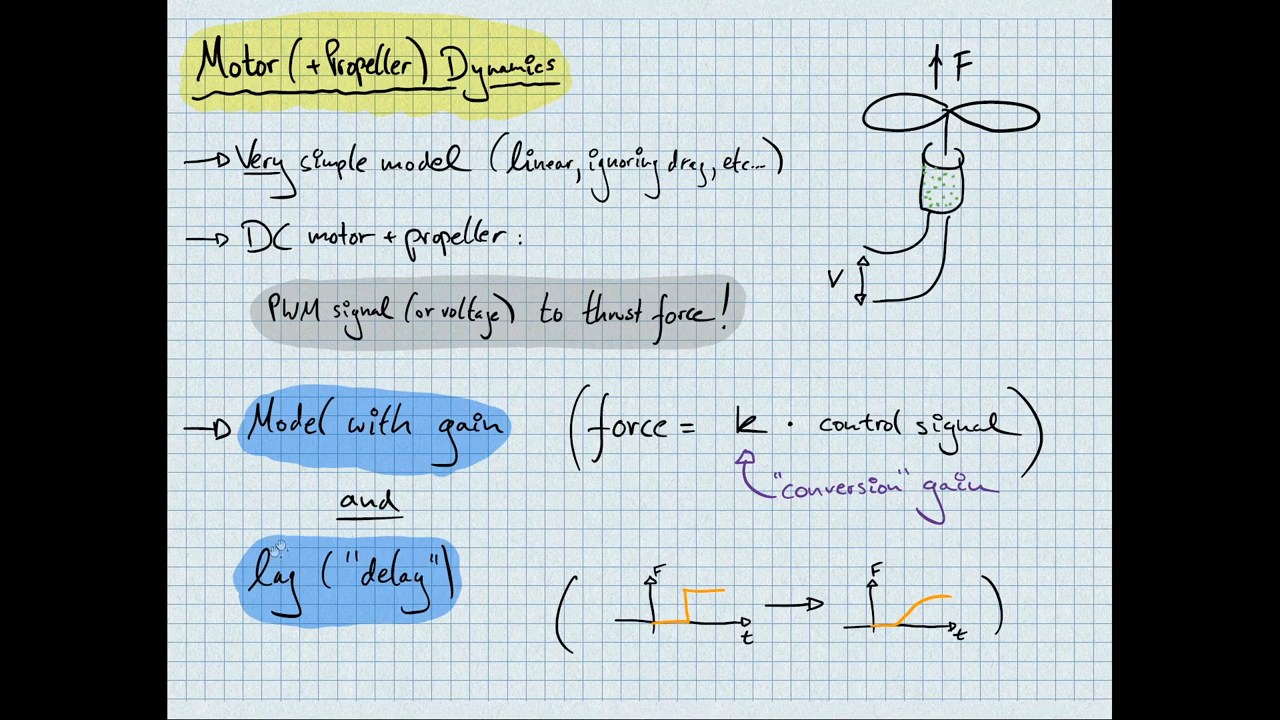 Motor (+ Propeller) Dynamics
F
→ Very simple model (linear, ignoring drag, etc...)
→ DC motor + propeller:
V
PWM signal (or voltage) to thrust force!
→ Model with gain (force = k · control signal)
"conversion" gain
and
lag ("delay")
( F t → F t )